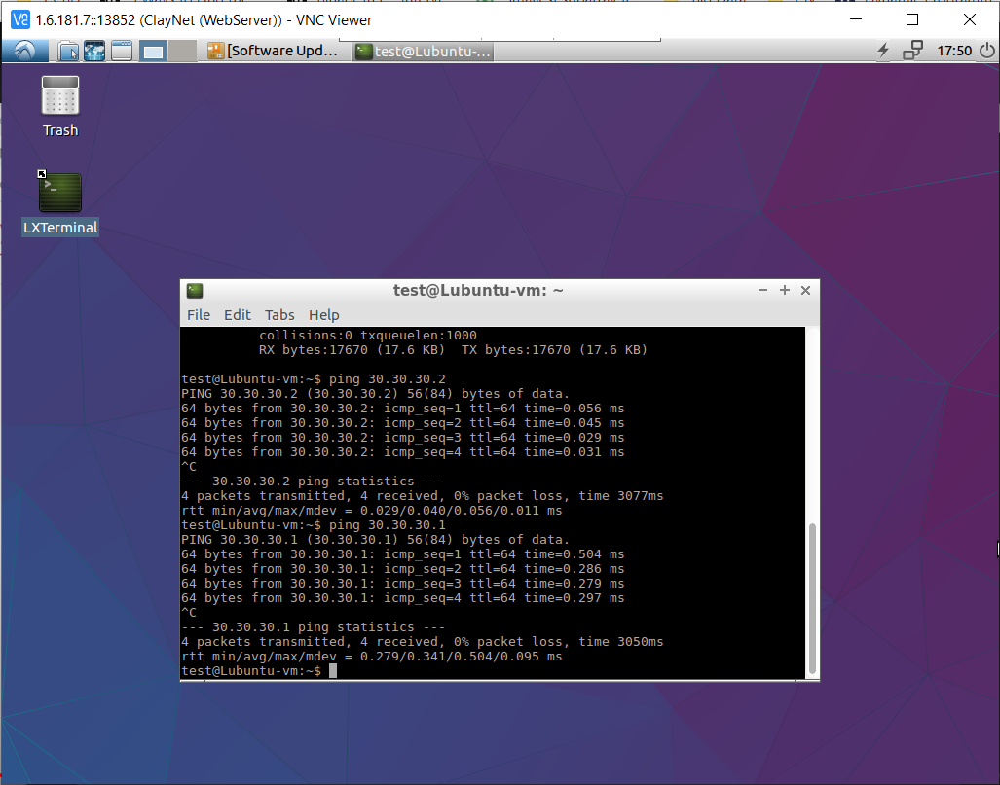 1.6.181.7::13852 (ClayNet (WebServer)) - VNC Viewer
[Software Upd... test@Lubuntu-... 17:50
Trash
LXTerminal
test@Lubuntu-vm: ~
File Edit Tabs Help
collisions:0 txqueuelen:1000
RX bytes:17670 (17.6 KB)  TX bytes:17670 (17.6 KB)
test@Lubuntu-vm:~$ ping 30.30.30.2
PING 30.30.30.2 (30.30.30.2) 56(84) bytes of data.
64 bytes from 30.30.30.2: icmp_seq=1 ttl=64 time=0.056 ms
64 bytes from 30.30.30.2: icmp_seq=2 ttl=64 time=0.045 ms
64 bytes from 30.30.30.2: icmp_seq=3 ttl=64 time=0.029 ms
64 bytes from 30.30.30.2: icmp_seq=4 ttl=64 time=0.031 ms
^C
--- 30.30.30.2 ping statistics ---
4 packets transmitted, 4 received, 0% packet loss, time 3077ms
rtt min/avg/max/mdev = 0.029/0.040/0.056/0.011 ms
test@Lubuntu-vm:~$ ping 30.30.30.1
PING 30.30.30.1 (30.30.30.1) 56(84) bytes of data.
64 bytes from 30.30.30.1: icmp_seq=1 ttl=64 time=0.504 ms
64 bytes from 30.30.30.1: icmp_seq=2 ttl=64 time=0.286 ms
64 bytes from 30.30.30.1: icmp_seq=3 ttl=64 time=0.279 ms
64 bytes from 30.30.30.1: icmp_seq=4 ttl=64 time=0.297 ms
^C
--- 30.30.30.1 ping statistics ---
4 packets transmitted, 4 received, 0% packet loss, time 3050ms
rtt min/avg/max/mdev = 0.279/0.341/0.504/0.095 ms
test@Lubuntu-vm:~$